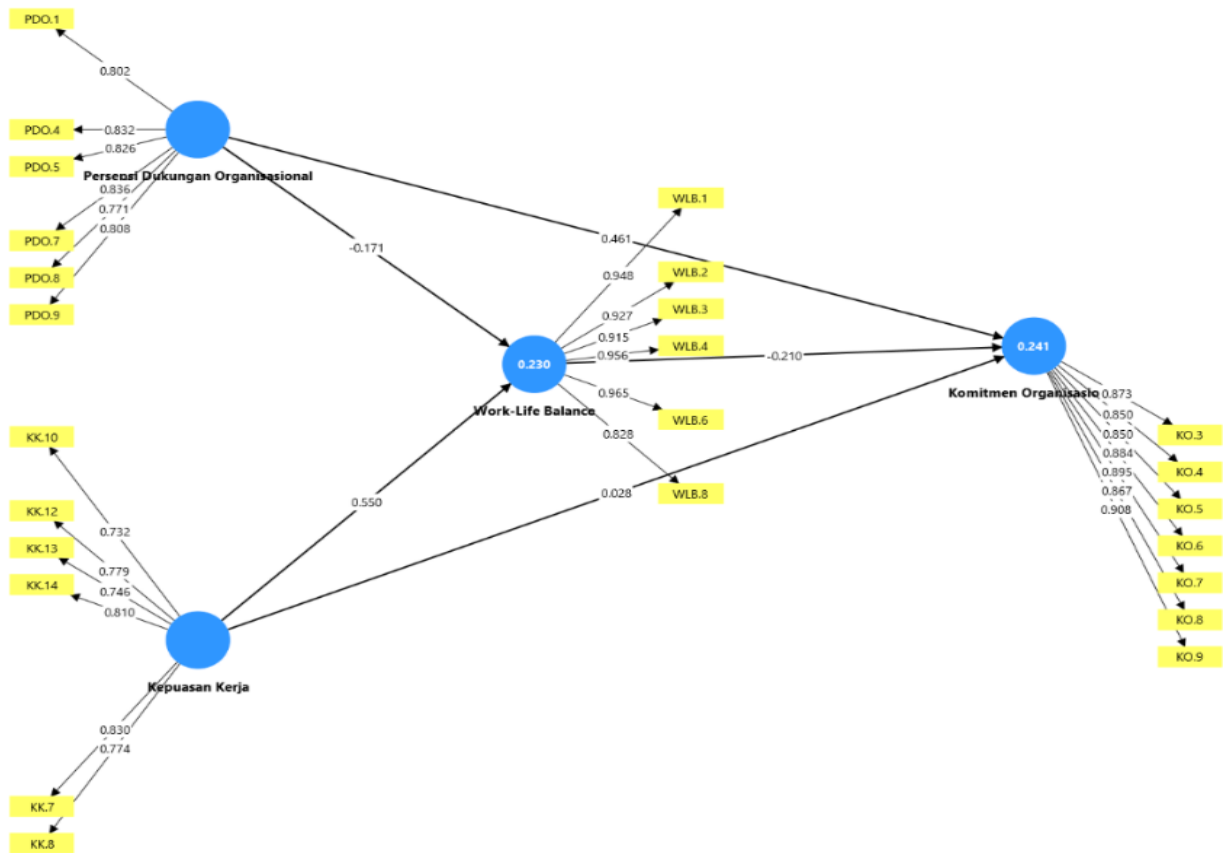 PDO.1
0.802
PDO.4
0.832
PDO.5
0.826
Persepsi Dukungan Organisasional
0.836
0.771
0.808
PDO.7
PDO.8
PDO.9
-0.171
0.461
WLB.1
0.948
WLB.2
0.927
WLB.3
0.915
WLB.4
0.956
0.230
-0.210
0.241
0.965
Work-Life Balance
WLB.6
0.828
WLB.8
Komitmen Organisasio
0.873
0.850
0.850
0.884
0.895
0.867
0.908
KO.3
KO.4
KO.5
KO.6
KO.7
KO.8
KO.9
KK.10
0.550
0.028
KK.12
0.732
KK.13
0.779
KK.14
0.746
0.810
Kepuasan Kerja
0.830
0.774
KK.7
KK.8